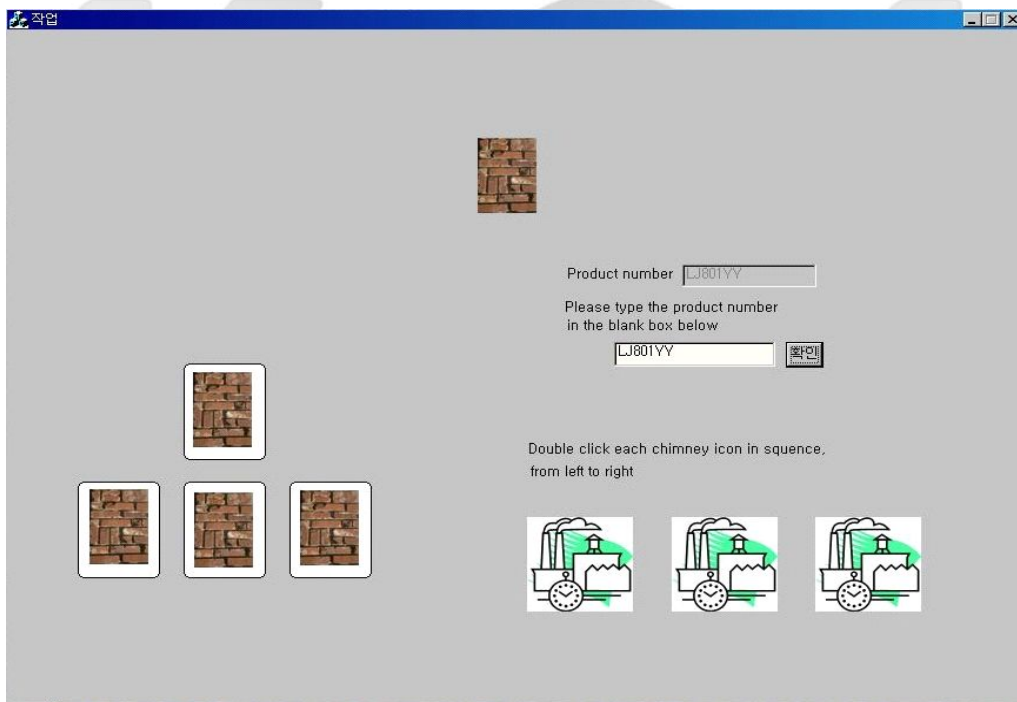 작업
Product number LJ801YY
Please type the product number
in the blank box below
LJ801YY 확인
Double click each chimney icon in squence,
from left to right